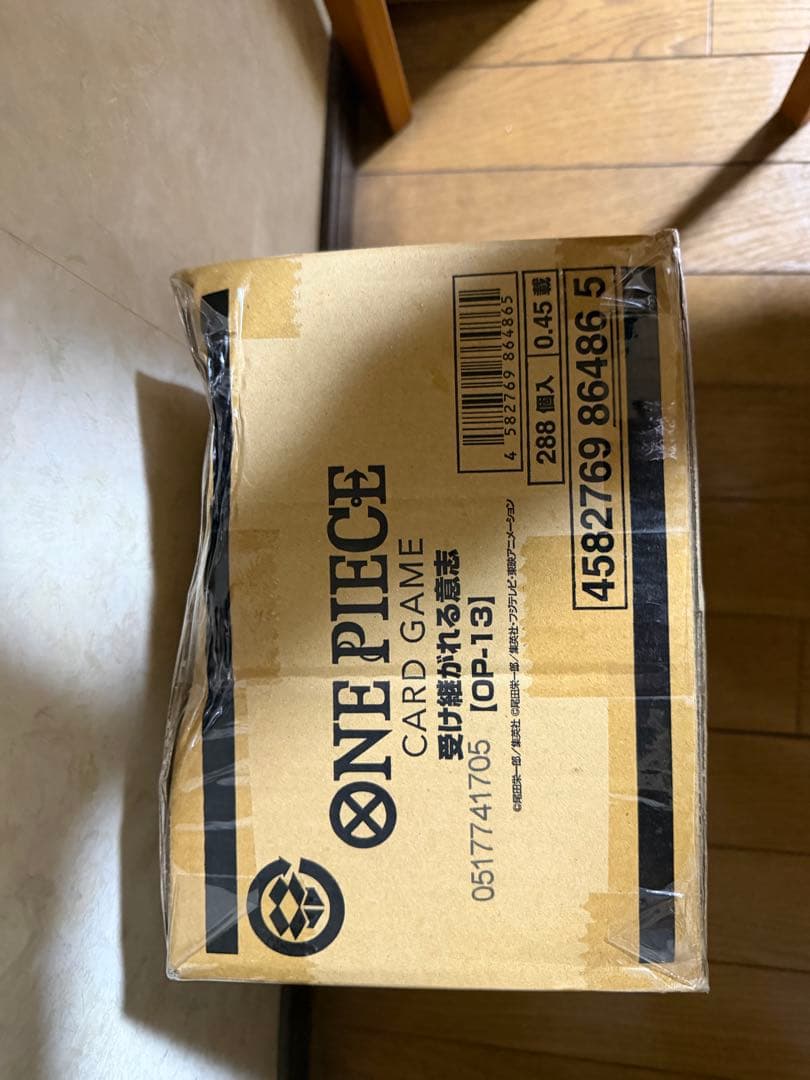 ONE PIECE
CARD GAME
受け継がれる意志
【OP-13】
0517741705
©尾田栄一郎／集英社 ©尾田栄一郎／集英社・フジテレビ・東映アニメーション
4 582769 864865
288 個入 0.45 載
4582769 86486 5